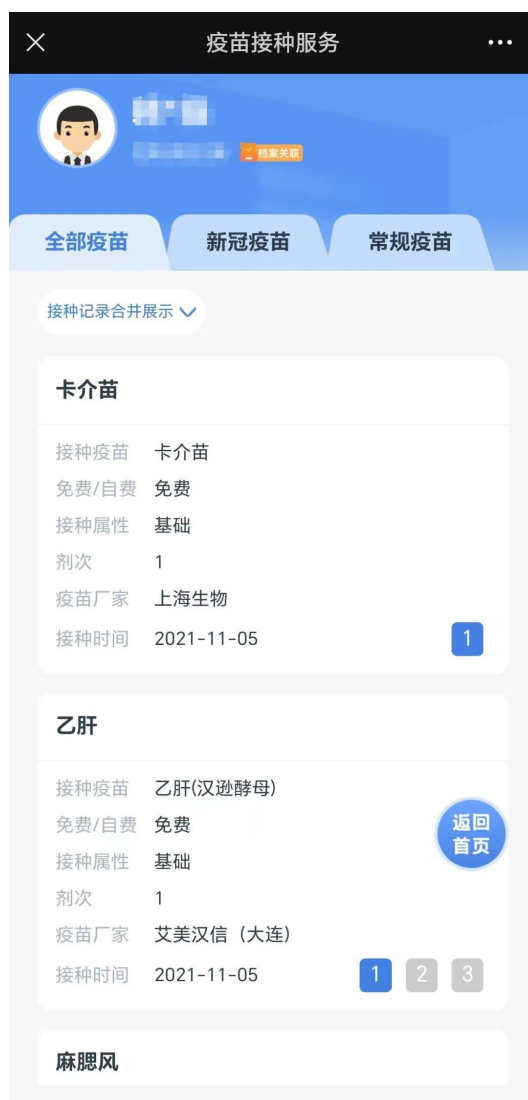 疫苗接种服务
档案关联
全部疫苗 新冠疫苗 常规疫苗
接种记录合并展示
卡介苗
接种疫苗 卡介苗
免费/自费 免费
接种属性 基础
剂次 1
疫苗厂家 上海生物
接种时间 2021-11-05 1
乙肝
接种疫苗 乙肝(汉逊酵母)
免费/自费 免费
返回
首页
接种属性 基础
剂次 1
疫苗厂家 艾美汉信（大连）
接种时间 2021-11-05 1 2 3
麻腮风